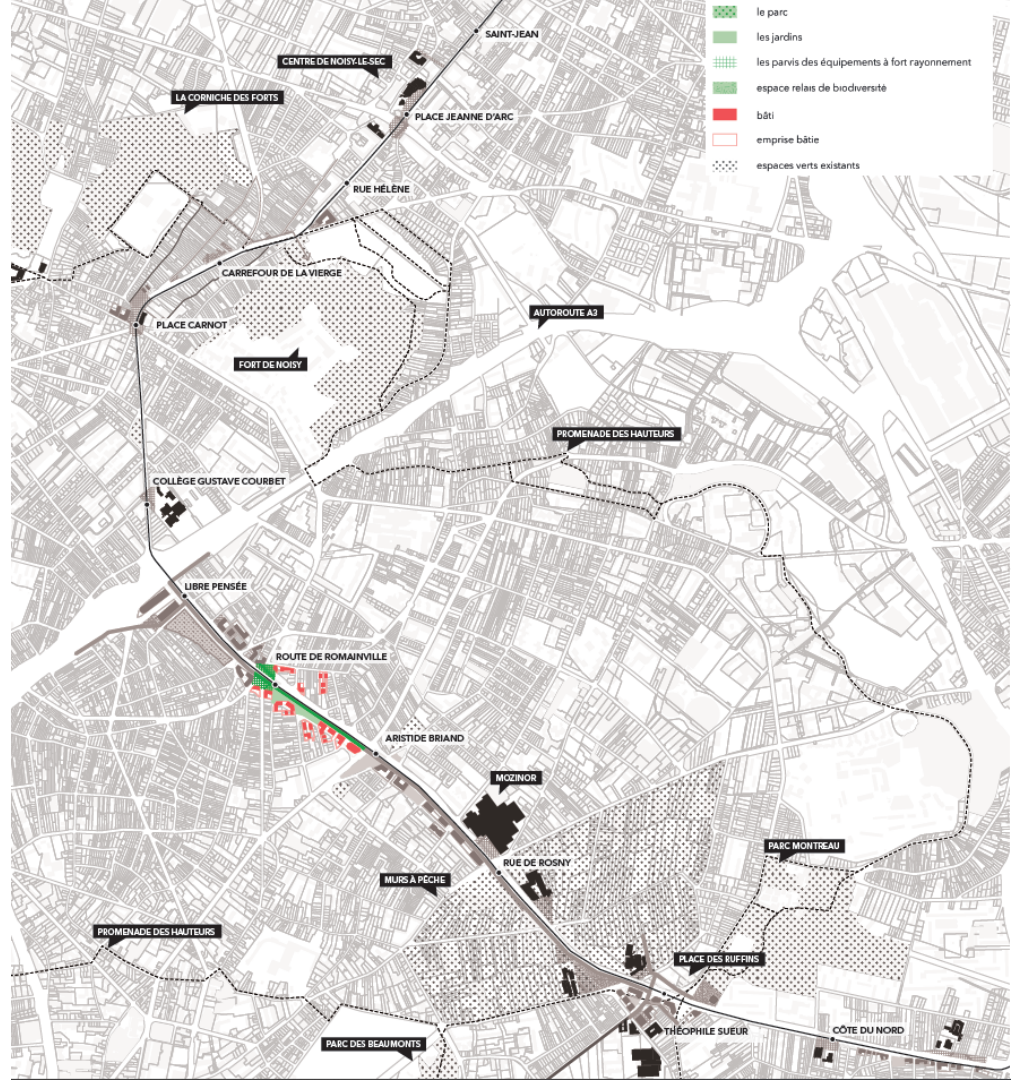 le parc
les jardins
les parvis des équipements à fort rayonnement
espace relais de biodiversité
bâti
emprise bâtie
espaces verts existants
SAINT-JEAN
CENTRE DE NOISY-LE-SEC
LA CORNICHE DES FORTS
PLACE JEANNE D'ARC
RUE HÉLÈNE
CARREFOUR DE LA VIERGE
AUTOROUTE A3
PLACE CARNOT
FORT DE NOISY
PROMENADE DES HAUTEURS
COLLÈGE GUSTAVE COURBET
LIBRE PENSÉE
ROUTE DE ROMAINVILLE
ARISTIDE BRIAND
MOZINOR
PARC MONTREAU
RUE DE ROSNY
MURS À PÊCHE
PROMENADE DES HAUTEURS
PLACE DES RUFFINS
THÉOPHILE SUEUR
CÔTE DU NORD
PARC DES BEAUMONTS